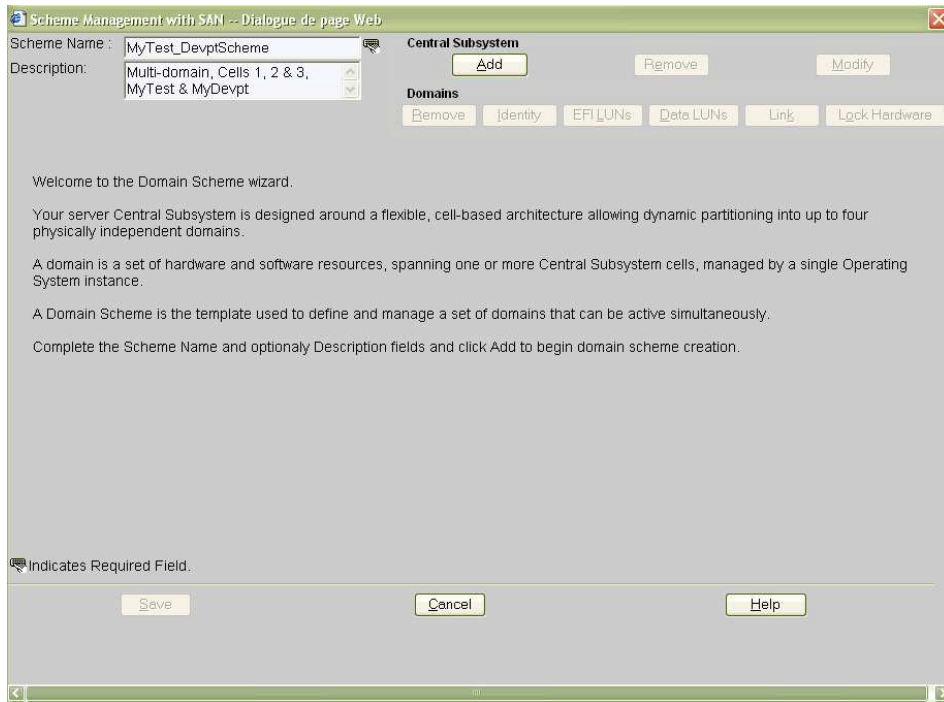 Scheme Management with SAN -- Dialogue de page Web
Scheme Name :
MyTest_DevptScheme
Description:
Multi-domain, Cells 1, 2 & 3,
MyTest & MyDevpt
Central Subsystem
Add
Remove
Modify
Domains
Remove
Identity
EFI LUNs
Data LUNs
Link
Lock Hardware
Welcome to the Domain Scheme wizard.
Your server Central Subsystem is designed around a flexible, cell-based architecture allowing dynamic partitioning into up to four
physically independent domains.
A domain is a set of hardware and software resources, spanning one or more Central Subsystem cells, managed by a single Operating
System instance.
A Domain Scheme is the template used to define and manage a set of domains that can be active simultaneously.
Complete the Scheme Name and optionaly Description fields and click Add to begin domain scheme creation.
Indicates Required Field.
Save
Cancel
Help